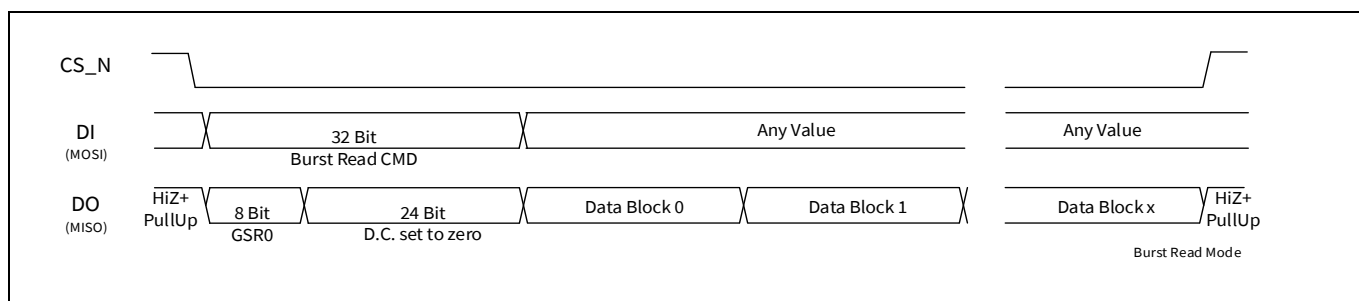 CS_N
DI
(MOSI)
32 Bit
Burst Read CMD
Any Value
Any Value
DO
(MISO)
HiZ+
PullUp
8 Bit
GSR0
24 Bit
D.C. set to zero
Data Block 0
Data Block 1
Data Block x
HiZ+
PullUp
Burst Read Mode